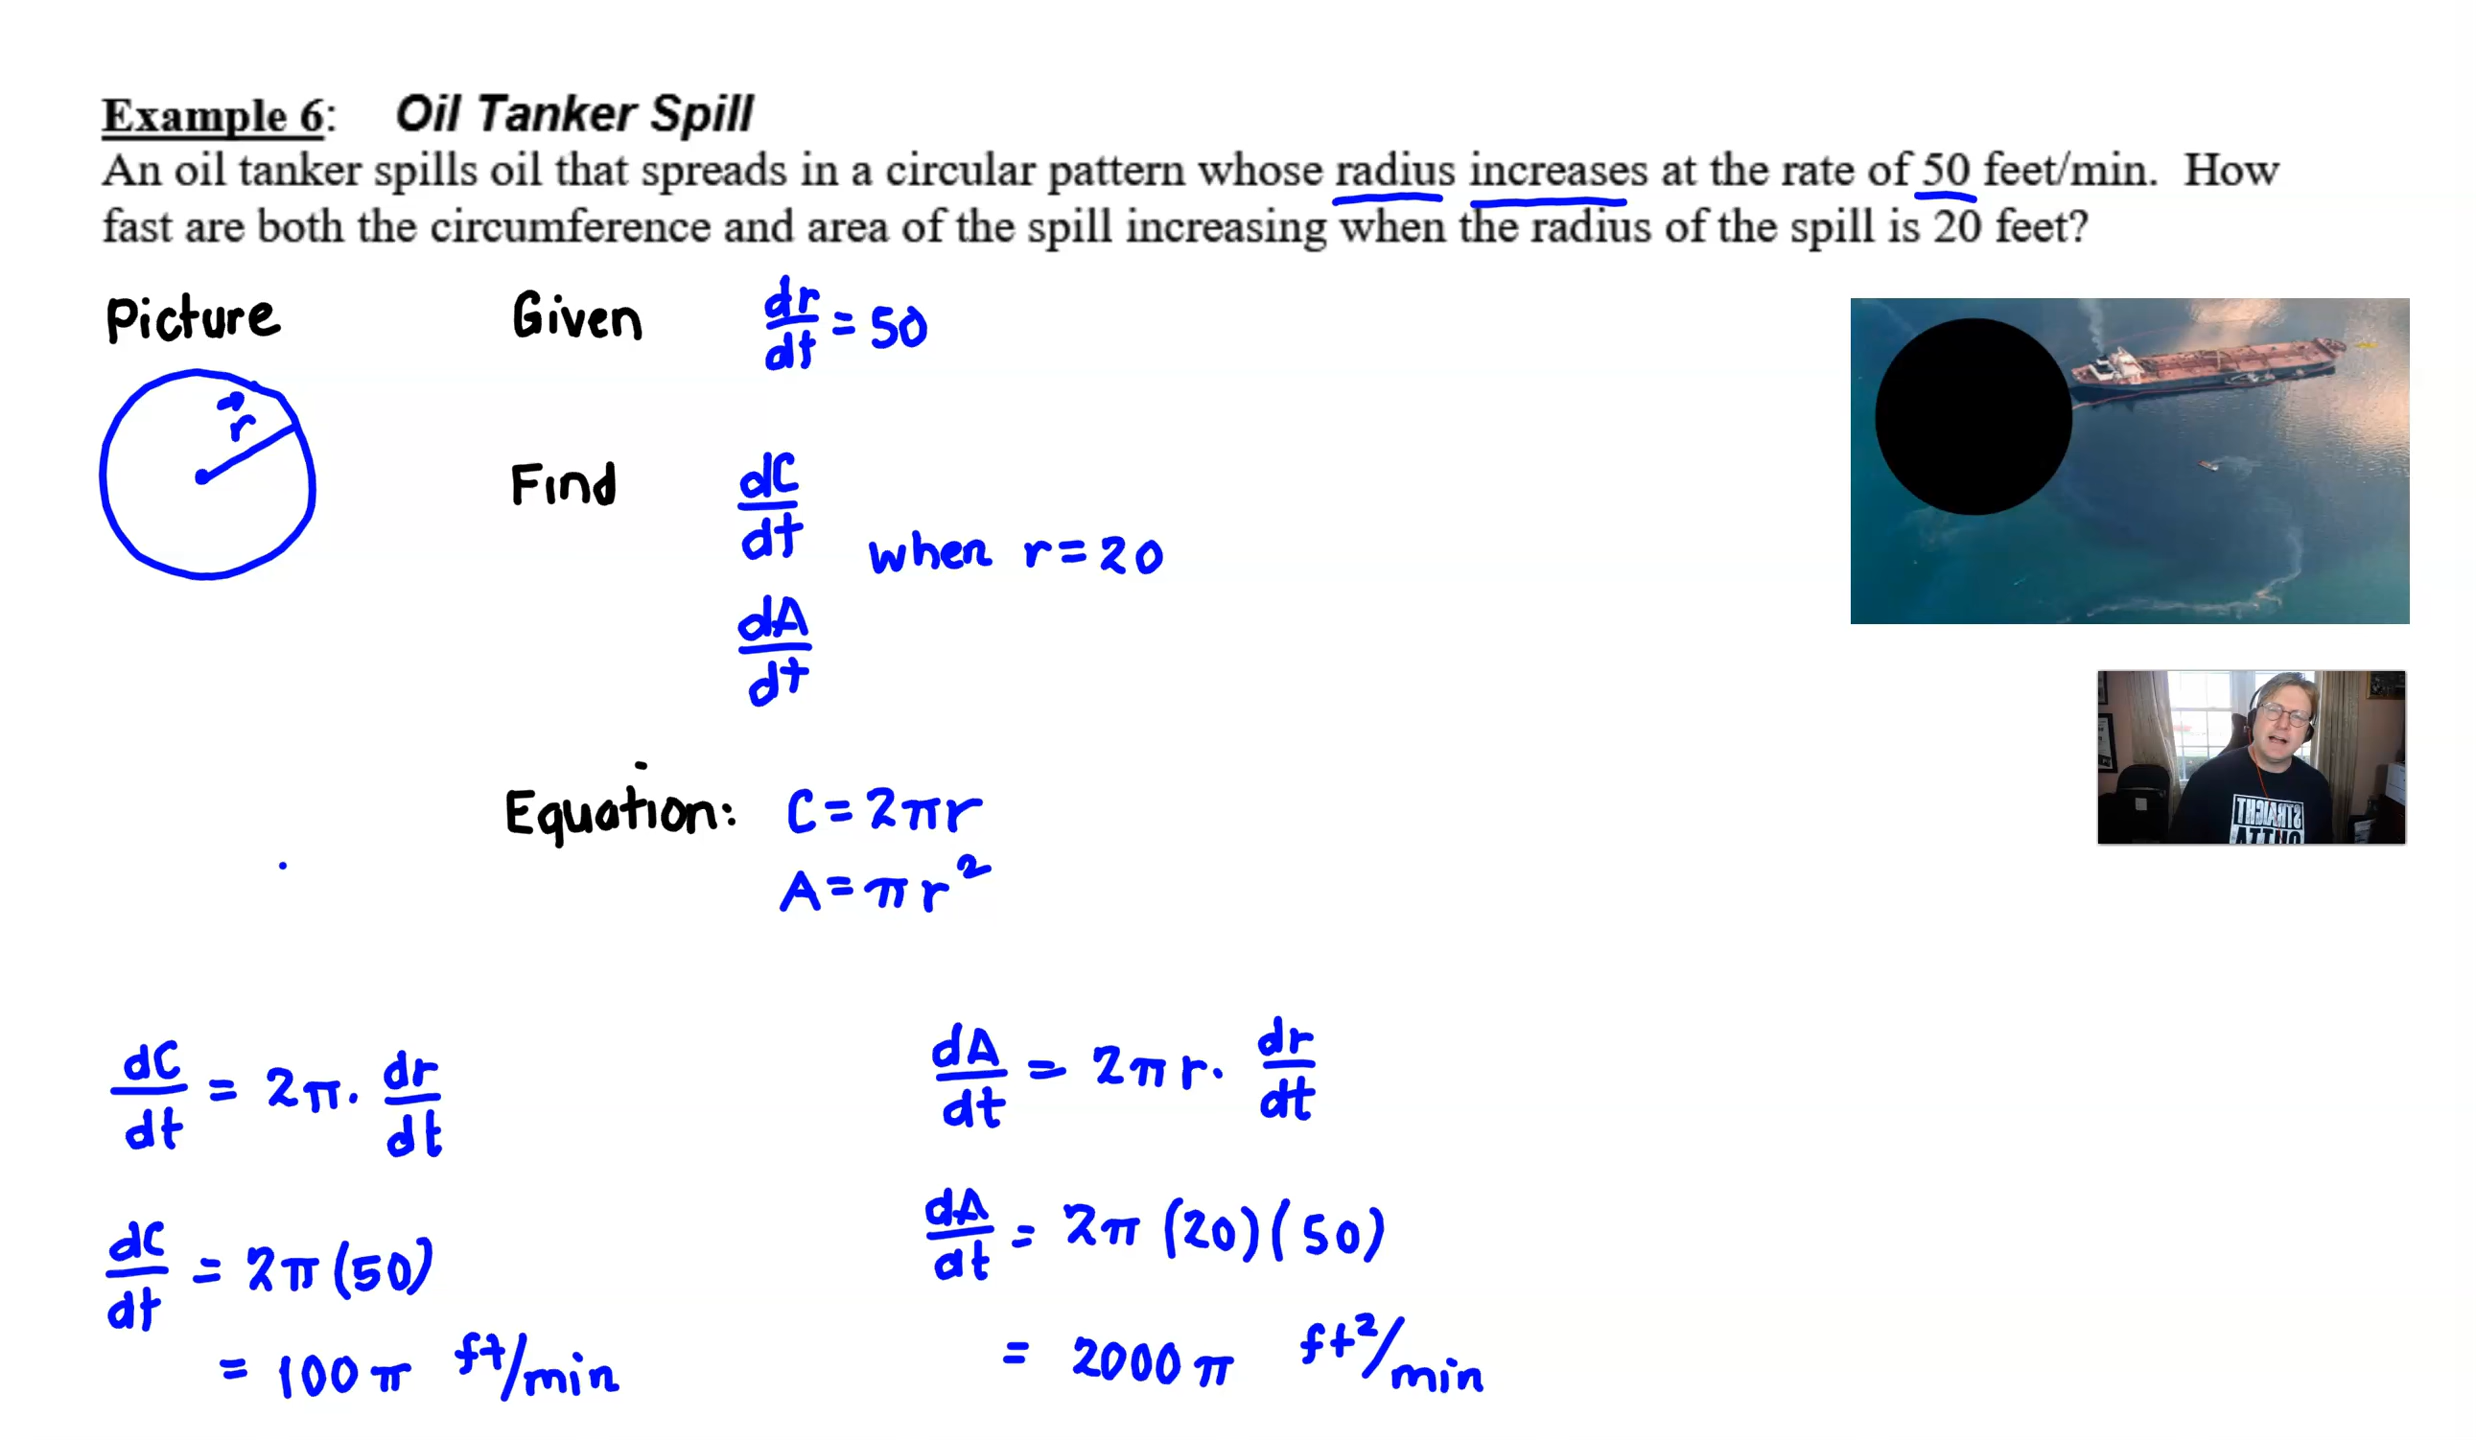 Example 6: Oil Tanker Spill
An oil tanker spills oil that spreads in a circular pattern whose radius increases at the rate of 50 feet/min. How
fast are both the circumference and area of the spill increasing when the radius of the spill is 20 feet?
Picture
r
Given dr/dt = 50
Find dC/dt
when r = 20
dA/dt
Equation: C = 2πr
A = πr²
dC/dt = 2π · dr/dt
dC/dt = 2π (50)
= 100π ft/min
dA/dt = 2πr · dr/dt
dA/dt = 2π (20)(50)
= 2000π ft²/min
STRAIGHT
OUTTA